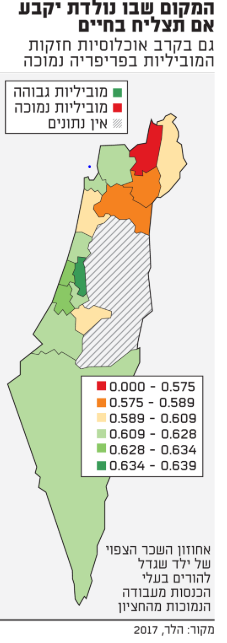 המקום שבו נולדת יקבע
אם תצליח בחיים
גם בקרב אוכלוסיות חזקות
המוביליות בפריפריה נמוכה
מוביליות גבוהה
מוביליות נמוכה
אין נתונים
0.000 - 0.575
0.575 - 0.589
0.589 - 0.609
0.609 - 0.628
0.628 - 0.634
0.634 - 0.639
אחוזון השכר הצפוי
של ילד שגדל
להורים בעלי
הכנסות מעבודה
הנמוכות מהחציון
מקור: הלר, 2017